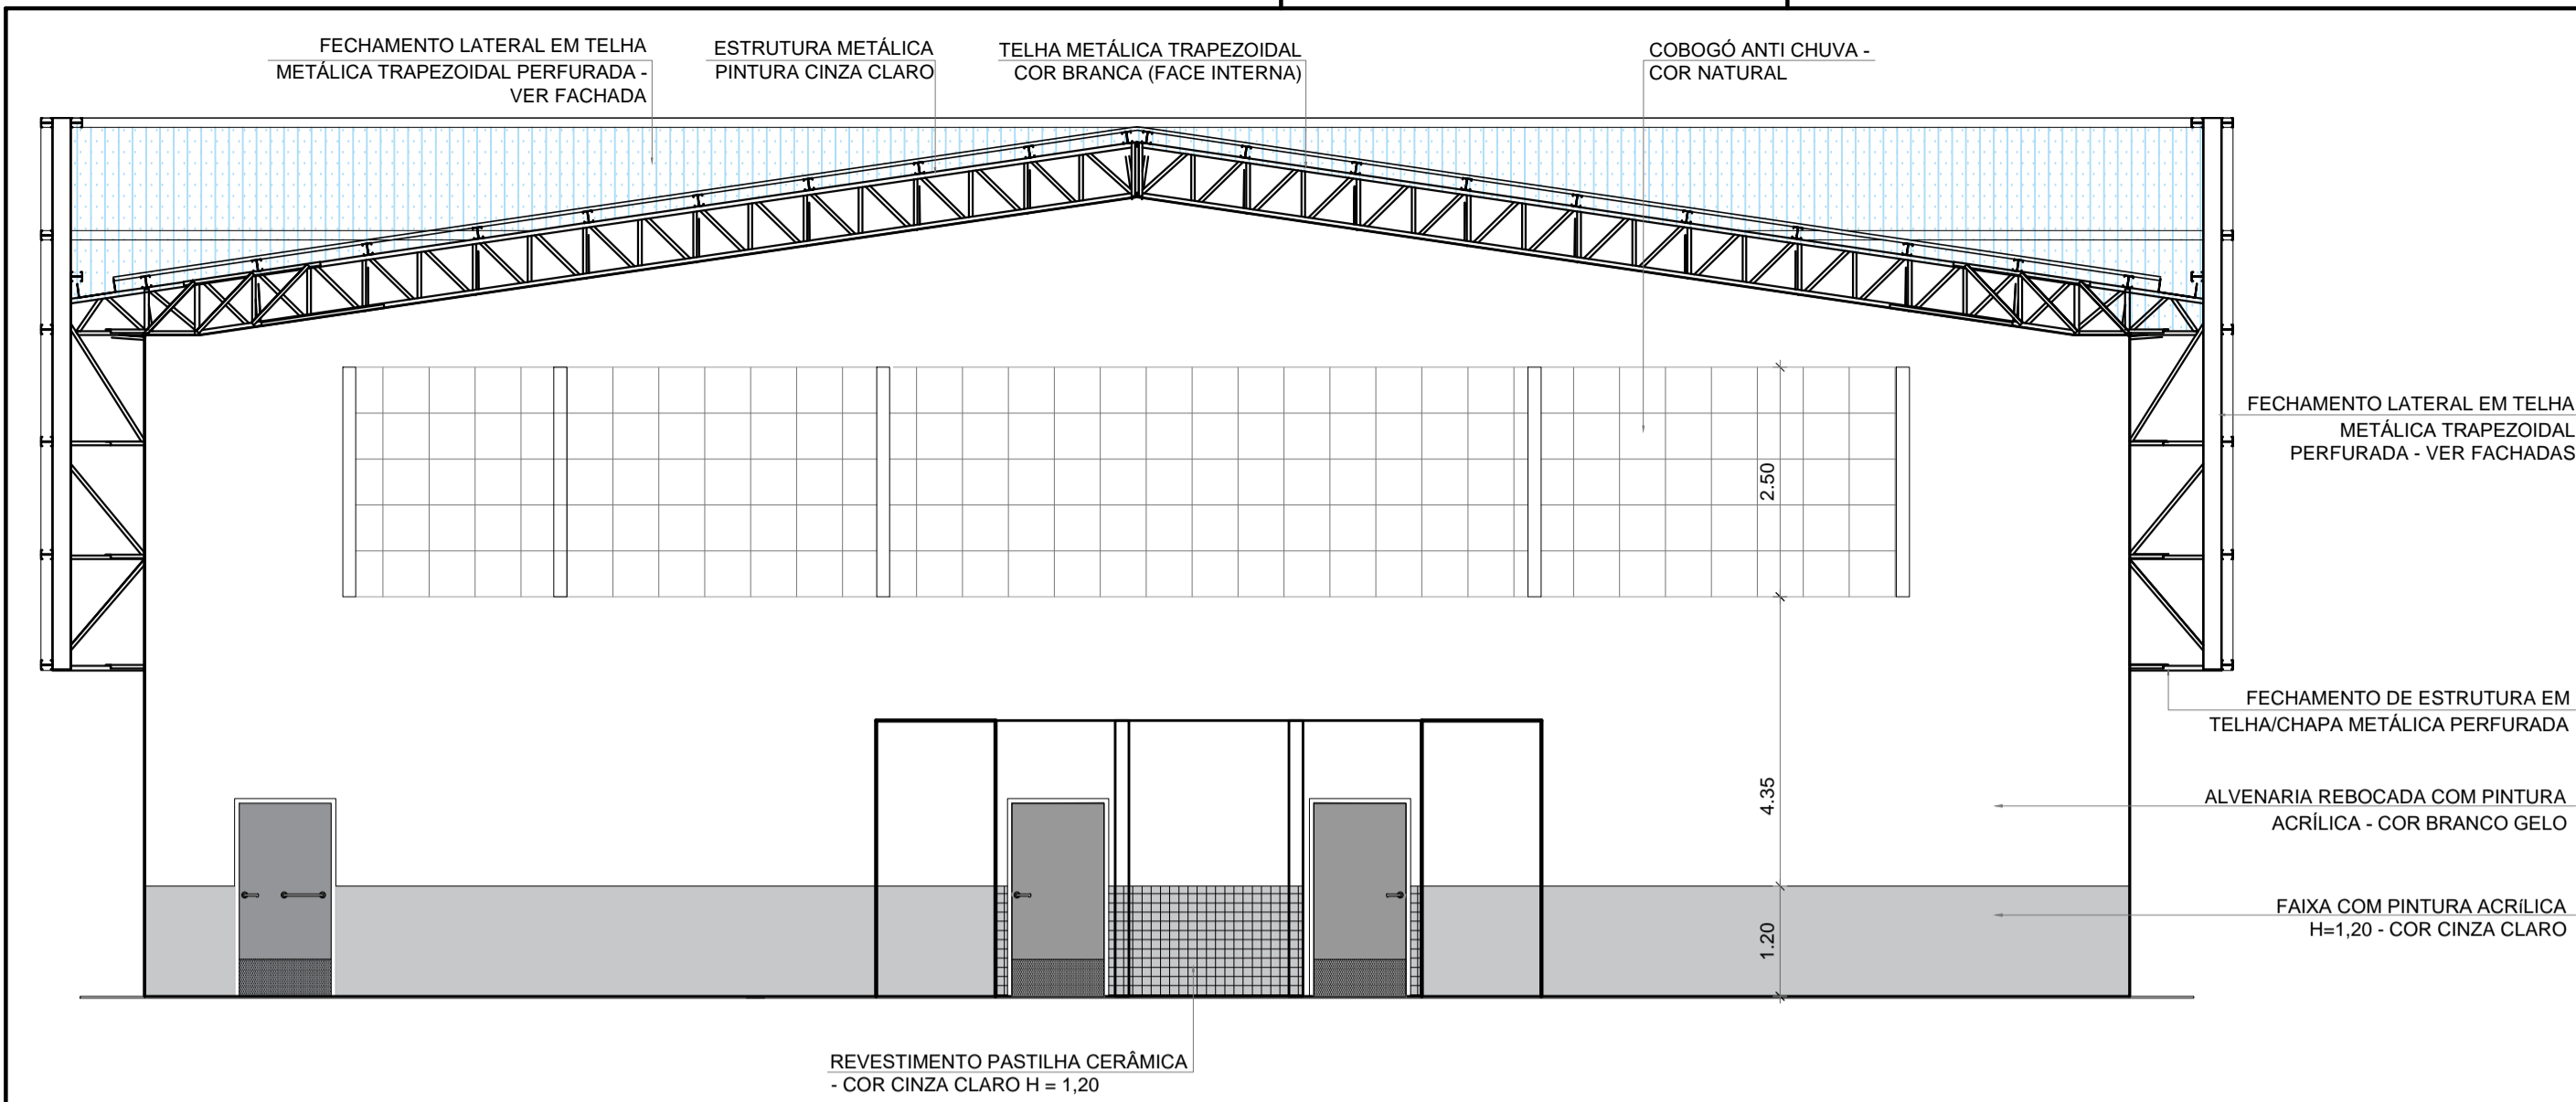 FECHAMENTO LATERAL EM TELHA
METÁLICA TRAPEZOIDAL PERFURADA -
VER FACHADA
ESTRUTURA METÁLICA
PINTURA CINZA CLARO
TELHA METÁLICA TRAPEZOIDAL
COR BRANCA (FACE INTERNA)
COBOGÓ ANTI CHUVA -
COR NATURAL
FECHAMENTO LATERAL EM TELHA
METÁLICA TRAPEZOIDAL
PERFURADA - VER FACHADAS
2.50
FECHAMENTO DE ESTRUTURA EM
TELHA/CHAPA METÁLICA PERFURADA
4.35
ALVENARIA REBOCADA COM PINTURA
ACRÍLICA - COR BRANCO GELO
1.20
FAIXA COM PINTURA ACRíLICA
H=1,20 - COR CINZA CLARO
REVESTIMENTO PASTILHA CERÂMICA
- COR CINZA CLARO H = 1,20